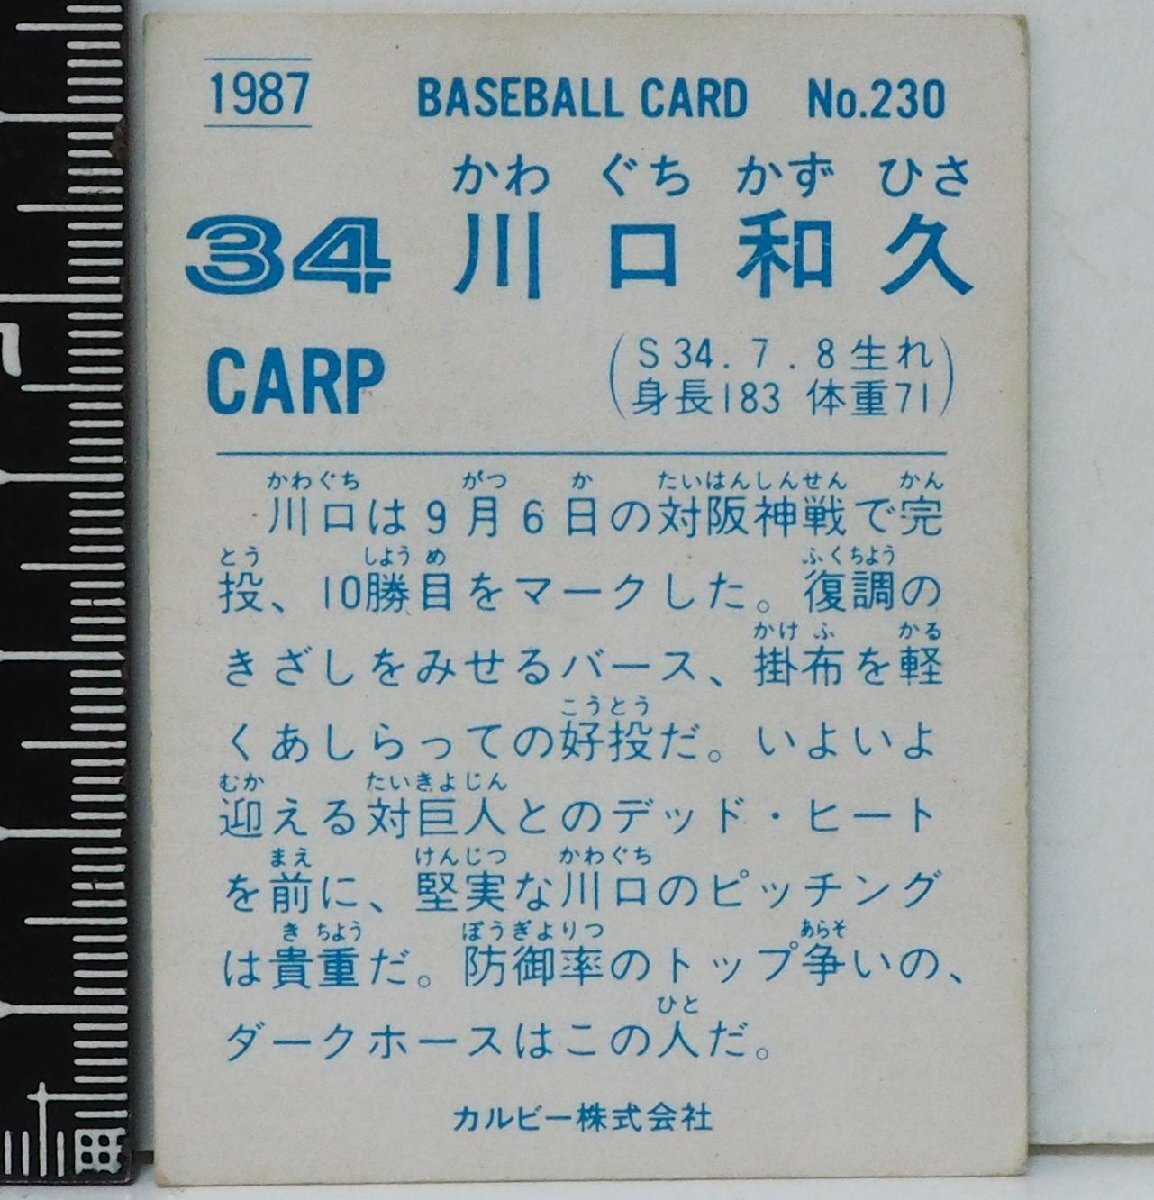 1987 BASEBALL CARD No.230
かわ ぐち かず ひさ
34 川口和久
CARP
(S34.7.8生れ
身長183 体重71)
かわぐち がつ か たいはんしんせん かん
川口は9月6日の対阪神戦で完
とう しよう め ふくちよう
投、10勝目をマークした。復調の
かけ ふ かる
きざしをみせるバース、掛布を軽
こうとう
くあしらっての好投だ。いよいよ
むか たいきよじん
迎える対巨人とのデッド・ヒート
まえ けんじつ かわぐち
を前に、堅実な川口のピッチング
き ちよう ぼうぎよりつ あらそ
は貴重だ。防御率のトップ争いの、
ひと
ダークホースはこの人だ。
カルビー株式会社